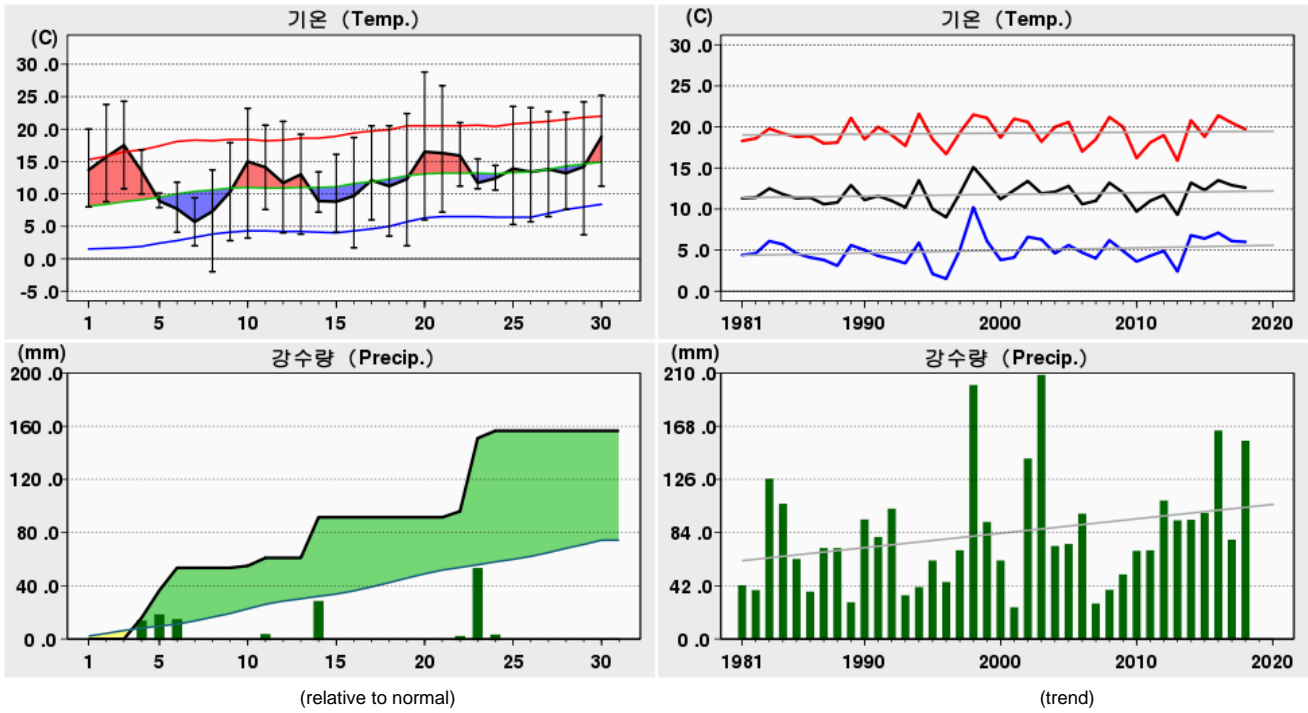 기온 (Temp.)
(C)
30 .0
25 .0
20 .0
15 .0
10 .0
5 .0
0 .0
-5 .0
1 5 10 15 20 25 30
기온 (Temp.)
(C)
30 .0
25 .0
20 .0
15 .0
10 .0
5 .0
0 .0
1981 1990 2000 2010 2020
강수량 (Precip.)
(mm)
200 .0
160 .0
120 .0
80 .0
40 .0
0 .0
1 5 10 15 20 25 30
(relative to normal)
강수량 (Precip.)
(mm)
210 .0
168 .0
126 .0
84 .0
42 .0
0 .0
1981 1990 2000 2010 2020
(trend)